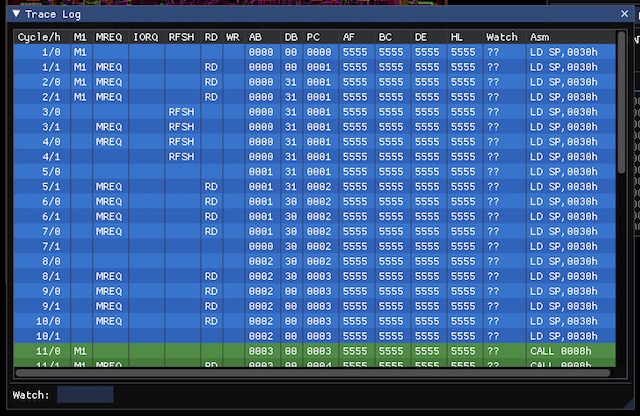 ▼ Trace Log ✕
Cycle/h M1 MREQ IORQ RFSH RD WR AB DB PC AF BC DE HL Watch Asm
1/0 M1 0000 00 0000 5555 5555 5555 5555 ?? LD SP,0030h
1/1 M1 MREQ RD 0000 00 0001 5555 5555 5555 5555 ?? LD SP,0030h
2/0 M1 MREQ RD 0000 31 0001 5555 5555 5555 5555 ?? LD SP,0030h
2/1 M1 MREQ RD 0000 31 0001 5555 5555 5555 5555 ?? LD SP,0030h
3/0 RFSH 0000 31 0001 5555 5555 5555 5555 ?? LD SP,0030h
3/1 MREQ RFSH 0000 31 0001 5555 5555 5555 5555 ?? LD SP,0030h
4/0 MREQ RFSH 0000 31 0001 5555 5555 5555 5555 ?? LD SP,0030h
4/1 RFSH 0000 31 0001 5555 5555 5555 5555 ?? LD SP,0030h
5/0 0001 31 0001 5555 5555 5555 5555 ?? LD SP,0030h
5/1 MREQ RD 0001 31 0002 5555 5555 5555 5555 ?? LD SP,0030h
6/0 MREQ RD 0001 30 0002 5555 5555 5555 5555 ?? LD SP,0030h
6/1 MREQ RD 0001 30 0002 5555 5555 5555 5555 ?? LD SP,0030h
7/0 MREQ RD 0001 30 0002 5555 5555 5555 5555 ?? LD SP,0030h
7/1 0000 30 0002 5555 5555 5555 5555 ?? LD SP,0030h
8/0 0002 30 0002 5555 5555 5555 5555 ?? LD SP,0030h
8/1 MREQ RD 0002 30 0003 5555 5555 5555 5555 ?? LD SP,0030h
9/0 MREQ RD 0002 00 0003 5555 5555 5555 5555 ?? LD SP,0030h
9/1 MREQ RD 0002 00 0003 5555 5555 5555 5555 ?? LD SP,0030h
10/0 MREQ RD 0002 00 0003 5555 5555 5555 5555 ?? LD SP,0030h
10/1 0002 00 0003 5555 5555 5555 5555 ?? LD SP,0030h
11/0 M1 0003 00 0003 5555 5555 5555 5555 ?? CALL 0008h
11/1 M1 MREQ RD 0003 00 0004 5555 5555 5555 5555 ?? CALL 0008h
Watch: